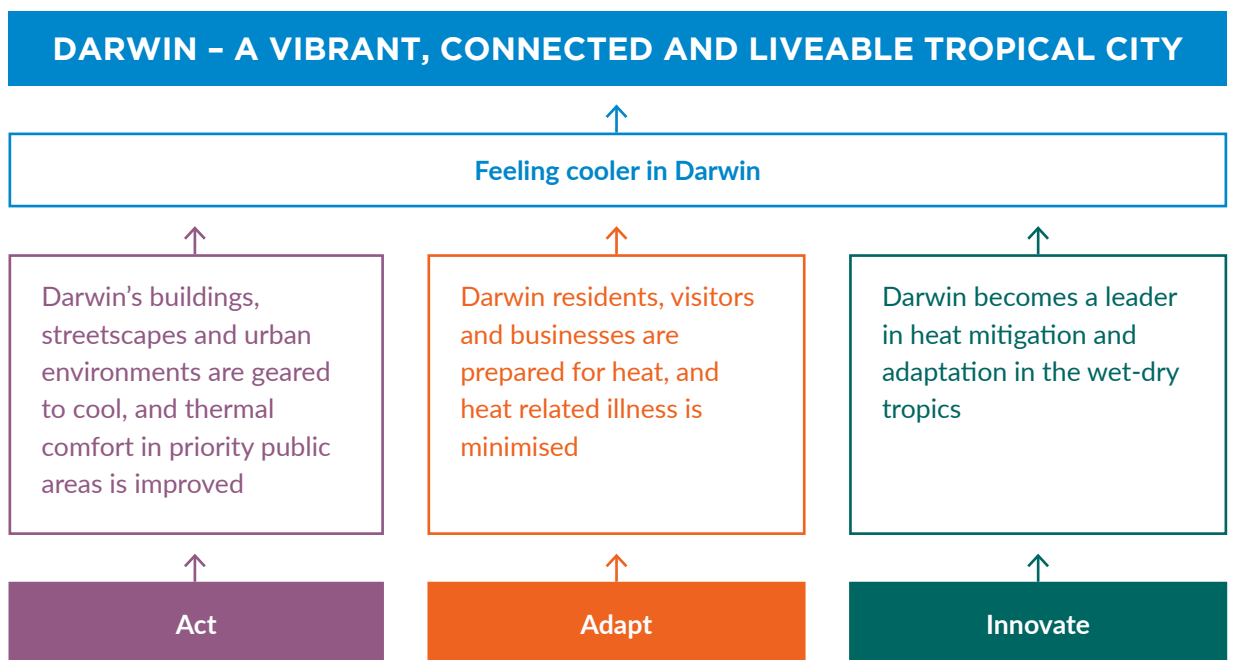 DARWIN – A VIBRANT, CONNECTED AND LIVEABLE TROPICAL CITY
Feeling cooler in Darwin
Darwin’s buildings,
streetscapes and urban
environments are geared
to cool, and thermal
comfort in priority public
areas is improved
Darwin residents, visitors
and businesses are
prepared for heat, and
heat related illness is
minimised
Darwin becomes a leader
in heat mitigation and
adaptation in the wet-dry
tropics
Act
Adapt
Innovate